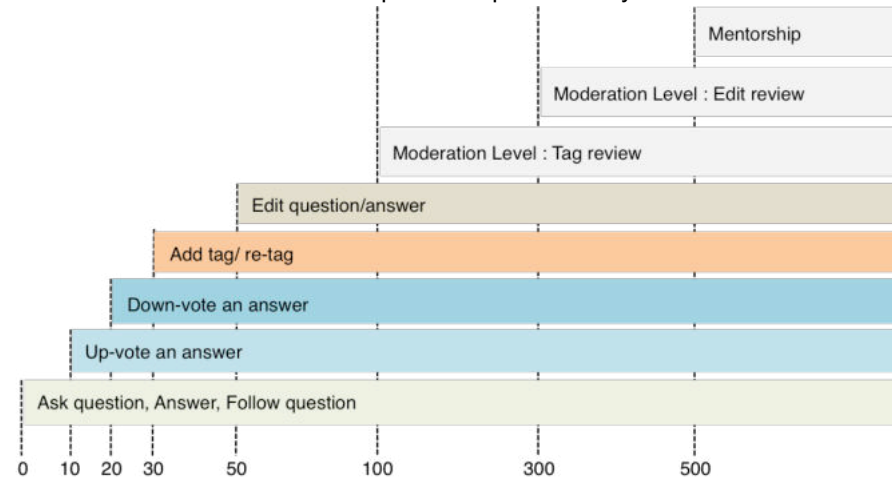 Mentorship
Moderation Level : Edit review
Moderation Level : Tag review
Edit question/answer
Add tag/ re-tag
Down-vote an answer
Up-vote an answer
Ask question, Answer, Follow question
0 10 20 30 50 100 300 500